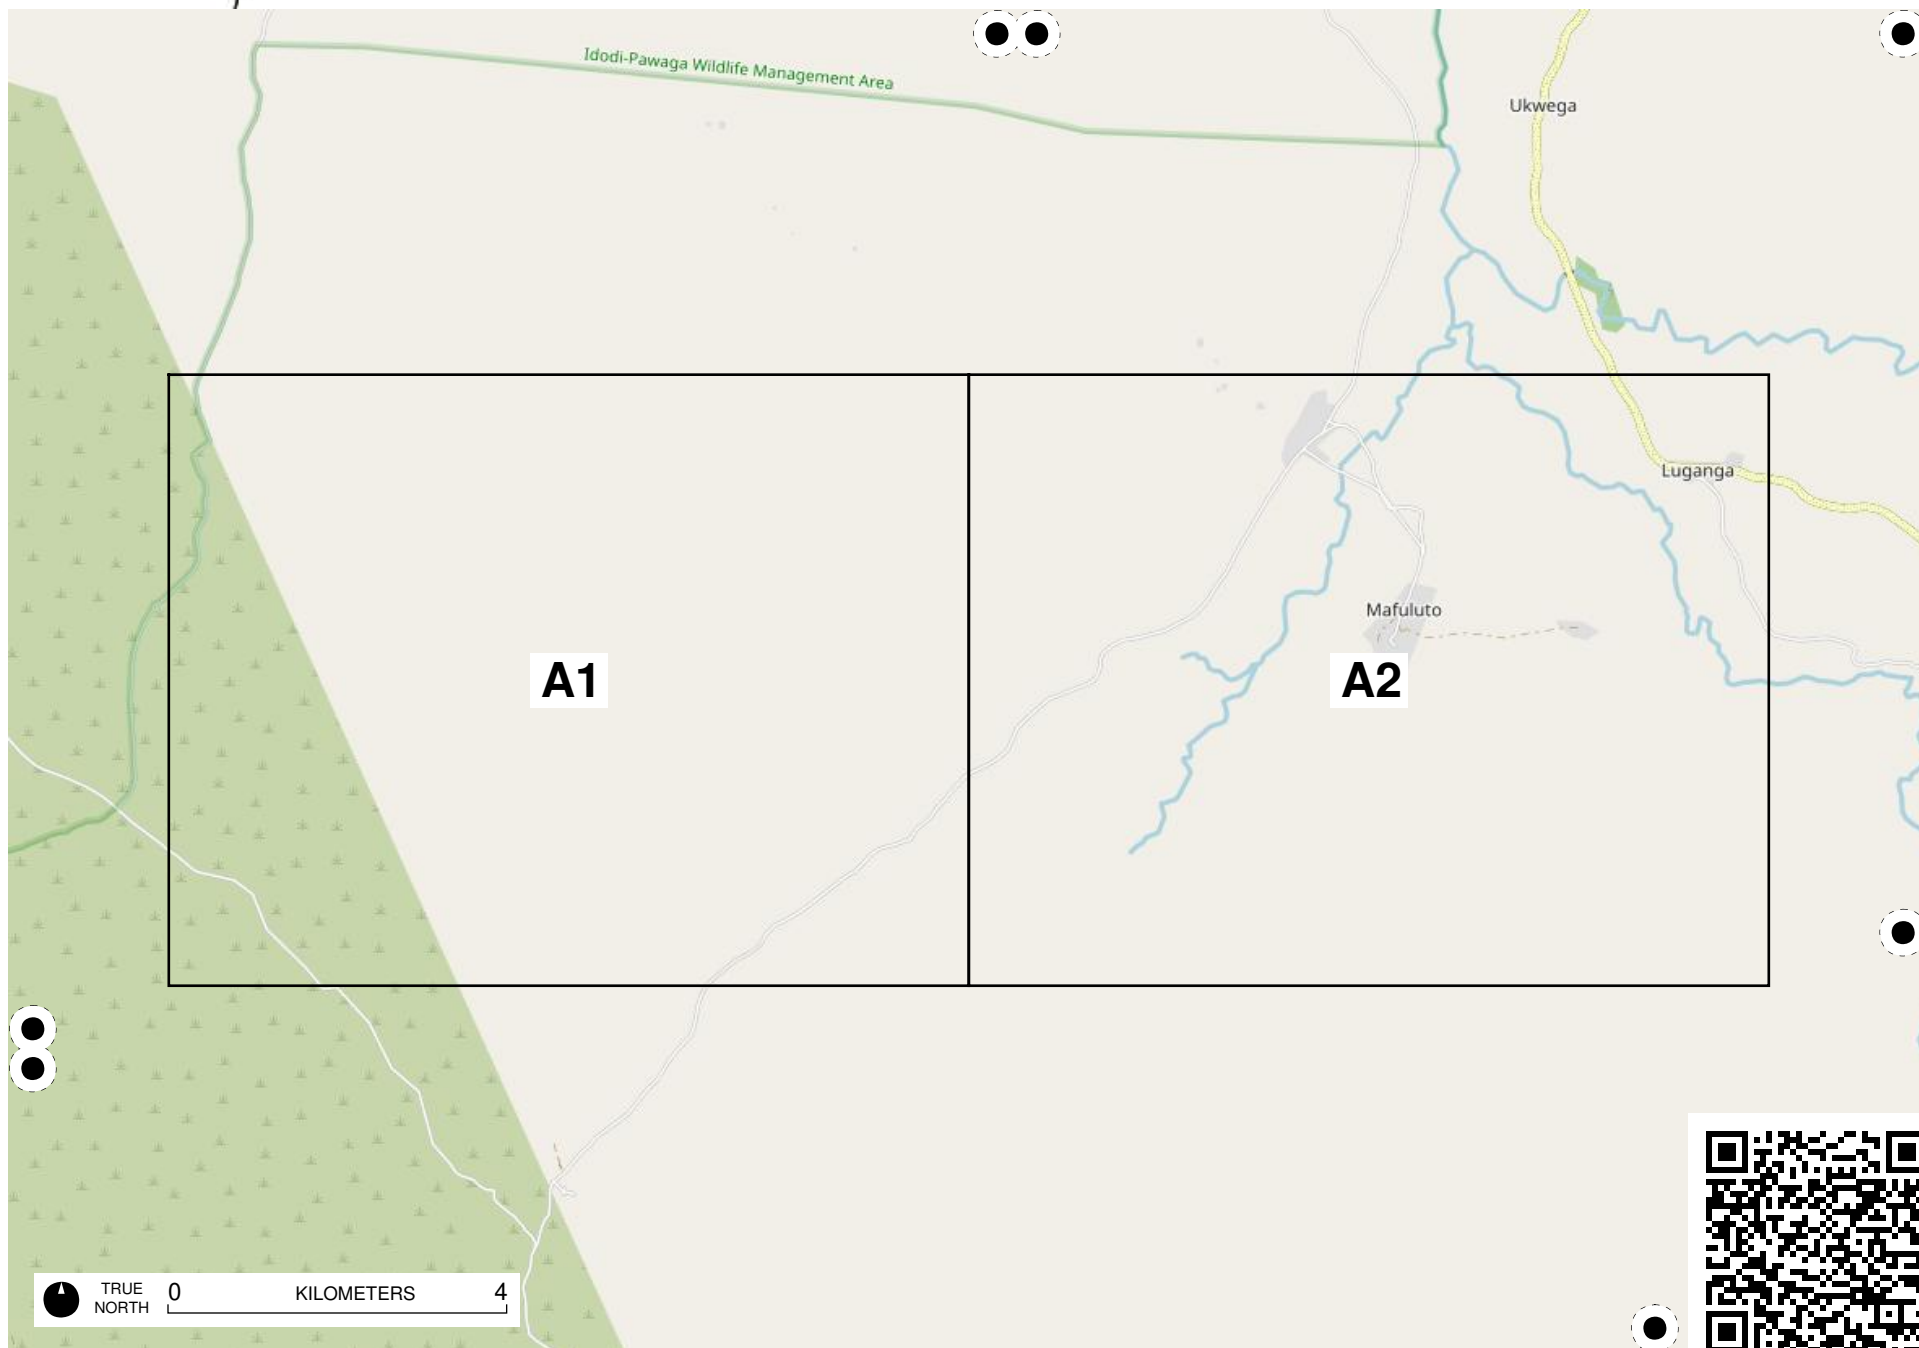 Idodi-Pawaga Wildlife Management Area
Ukwega
Luganga
Mafuluto
A1
A2
TRUE NORTH
0 KILOMETERS 4